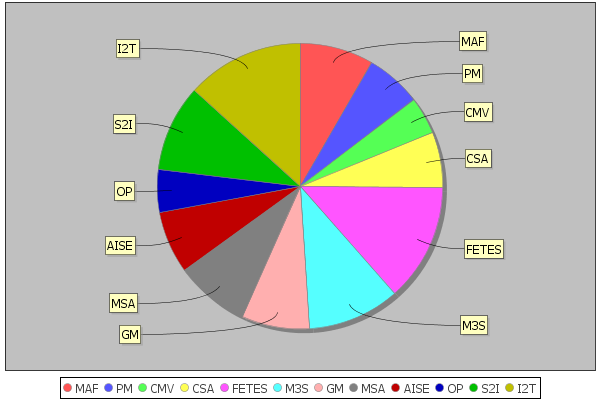 I2T
MAF
PM
CMV
S2I
CSA
OP
AISE
FETES
MSA
M3S
GM
MAF PM CMV CSA FETES M3S GM MSA AISE OP S2I I2T